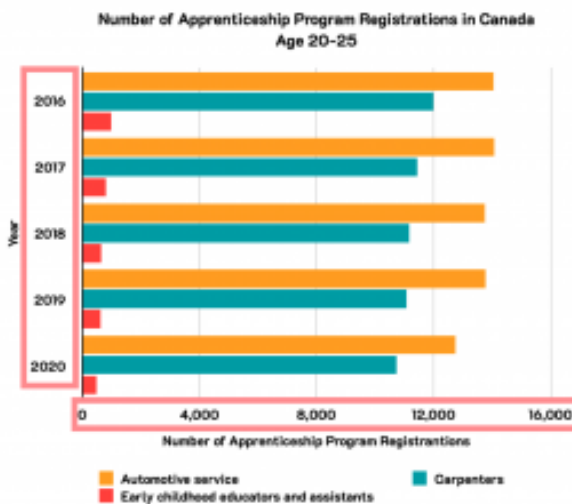 Number of Apprenticeship Program Registrations in Canada
Age 20-25
Year
2016
2017
2018
2019
2020
0 4,000 8,000 12,000 16,000
Number of Apprenticeship Program Registrantions
Automotive service Carpenters
Early childhood educators and assistants